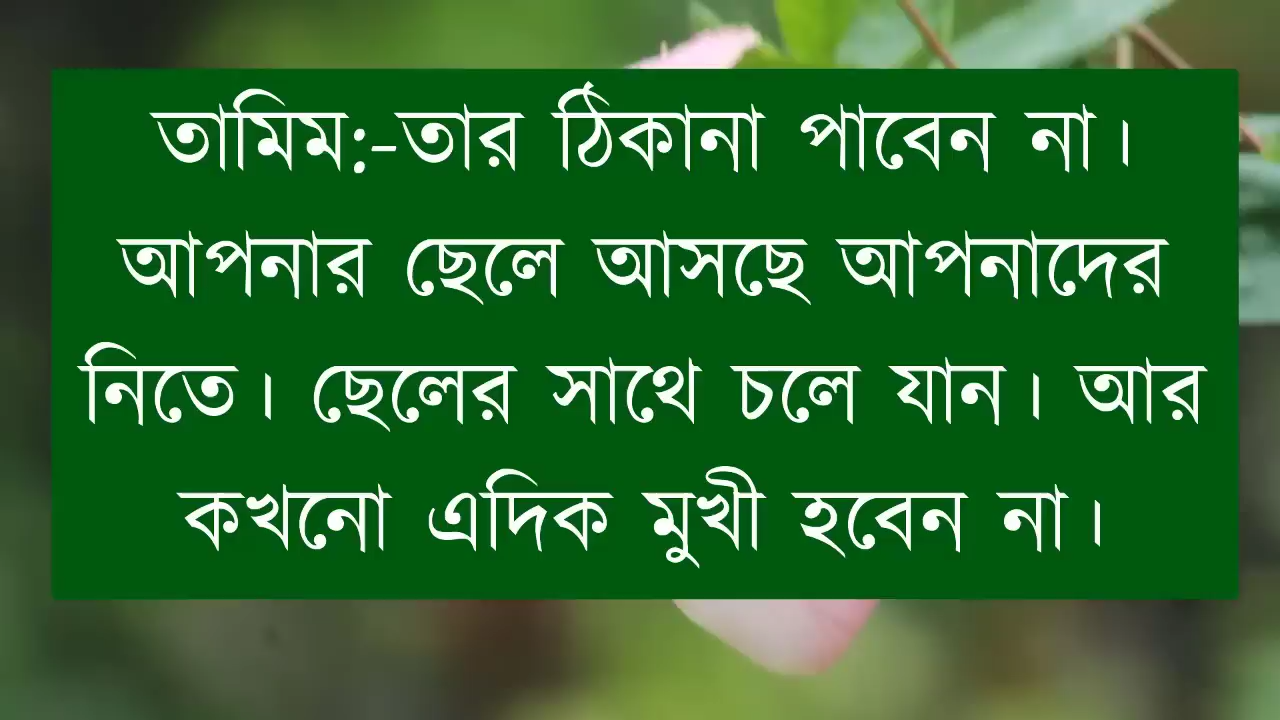 তামিম:-তার ঠিকানা পাবেন না।
আপনার ছেলে আসছে আপনাদের
নিতে। ছেলের সাথে চলে যান। আর
কখনো এদিক মুখী হবেন না।